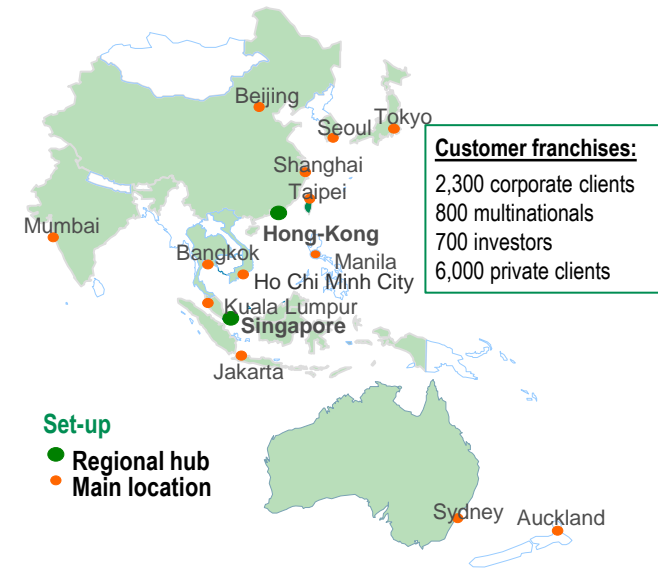 Beijing
Tokyo
Seoul
Customer franchises:
2,300 corporate clients
800 multinationals
700 investors
6,000 private clients
Shanghai
Taipei
Mumbai
Hong-Kong
Bangkok
Manila
Ho Chi Minh City
Kuala Lumpur
Singapore
Jakarta
Set-up
Regional hub
Main location
Sydney
Auckland